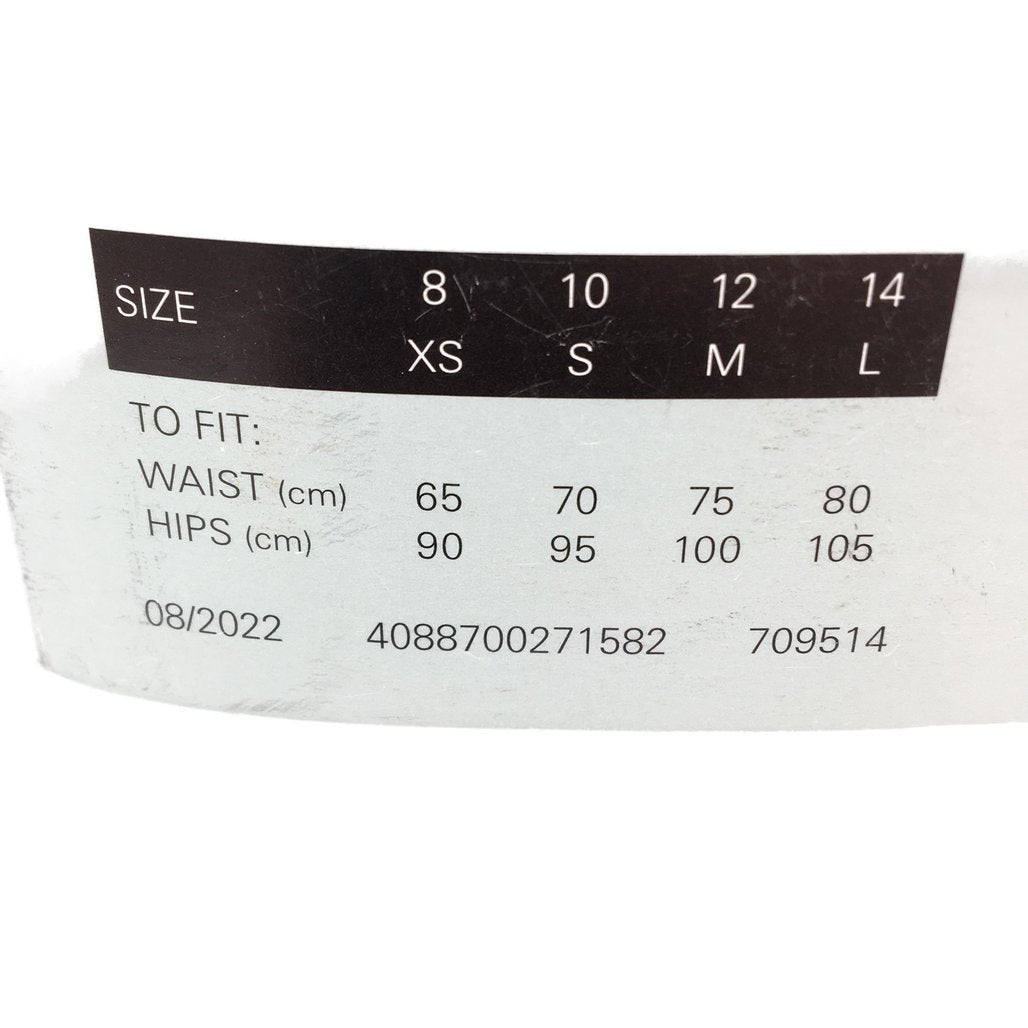 SIZE 8 10 12 14
XS S M L
TO FIT:
WAIST (cm) 65 70 75 80
HIPS (cm) 90 95 100 105
08/2022 4088700271582 709514